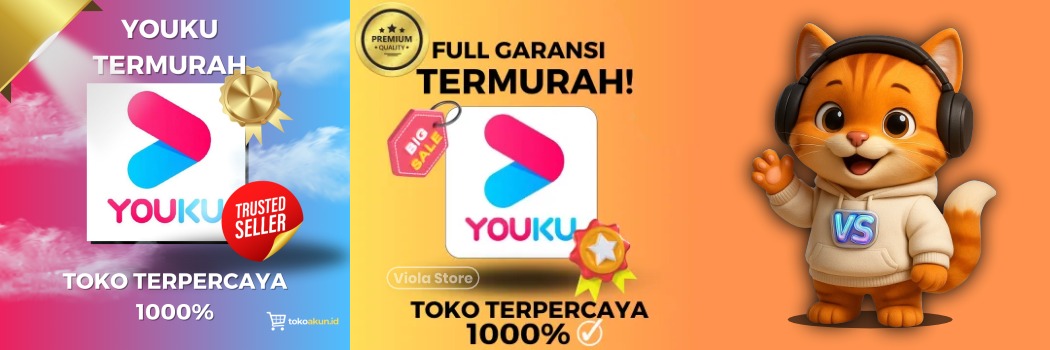 YOUKU
TERMURAH
YOUKU
TRUSTED
SELLER
TOKO TERPERCAYA
1000%
tokoakun.id
PREMIUM
QUALITY
FULL GARANSI
TERMURAH!
BIG
SALE
YOUKU
Viola Store
TOKO TERPERCAYA
1000%
VS